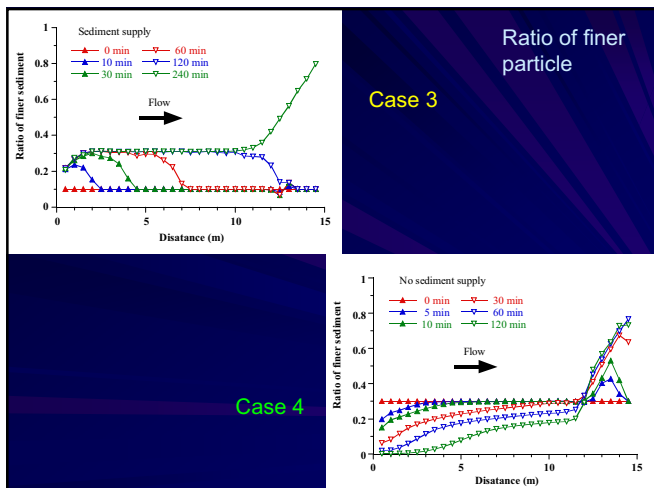 Ratio of finer
particle
Case 3
Sediment supply
0 min
60 min
10 min
120 min
30 min
240 min
Flow
Ratio of finer sediment
1
0.8
0.6
0.4
0.2
0
0
5
10
15
Disatance (m)
Case 4
No sediment supply
0 min
30 min
5 min
60 min
10 min
120 min
Flow
Ratio of finer sediment
1
0.8
0.6
0.4
0.2
0
0
5
10
15
Disatance (m)